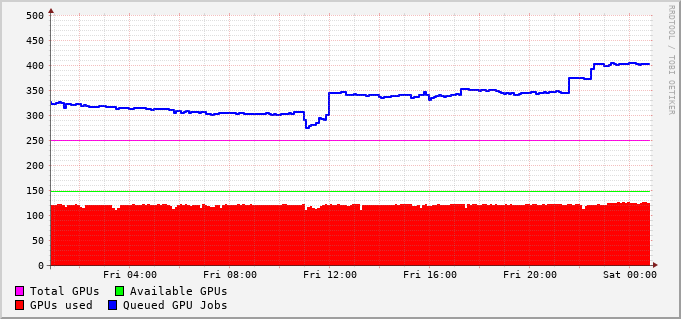 500
450
400
350
300
250
200
150
100
50
0
Fri 04:00 Fri 08:00 Fri 12:00 Fri 16:00 Fri 20:00 Sat 00:00
Total GPUs Available GPUs
GPUs used Queued GPU Jobs
RRDTOOL / TOBI OETIKER